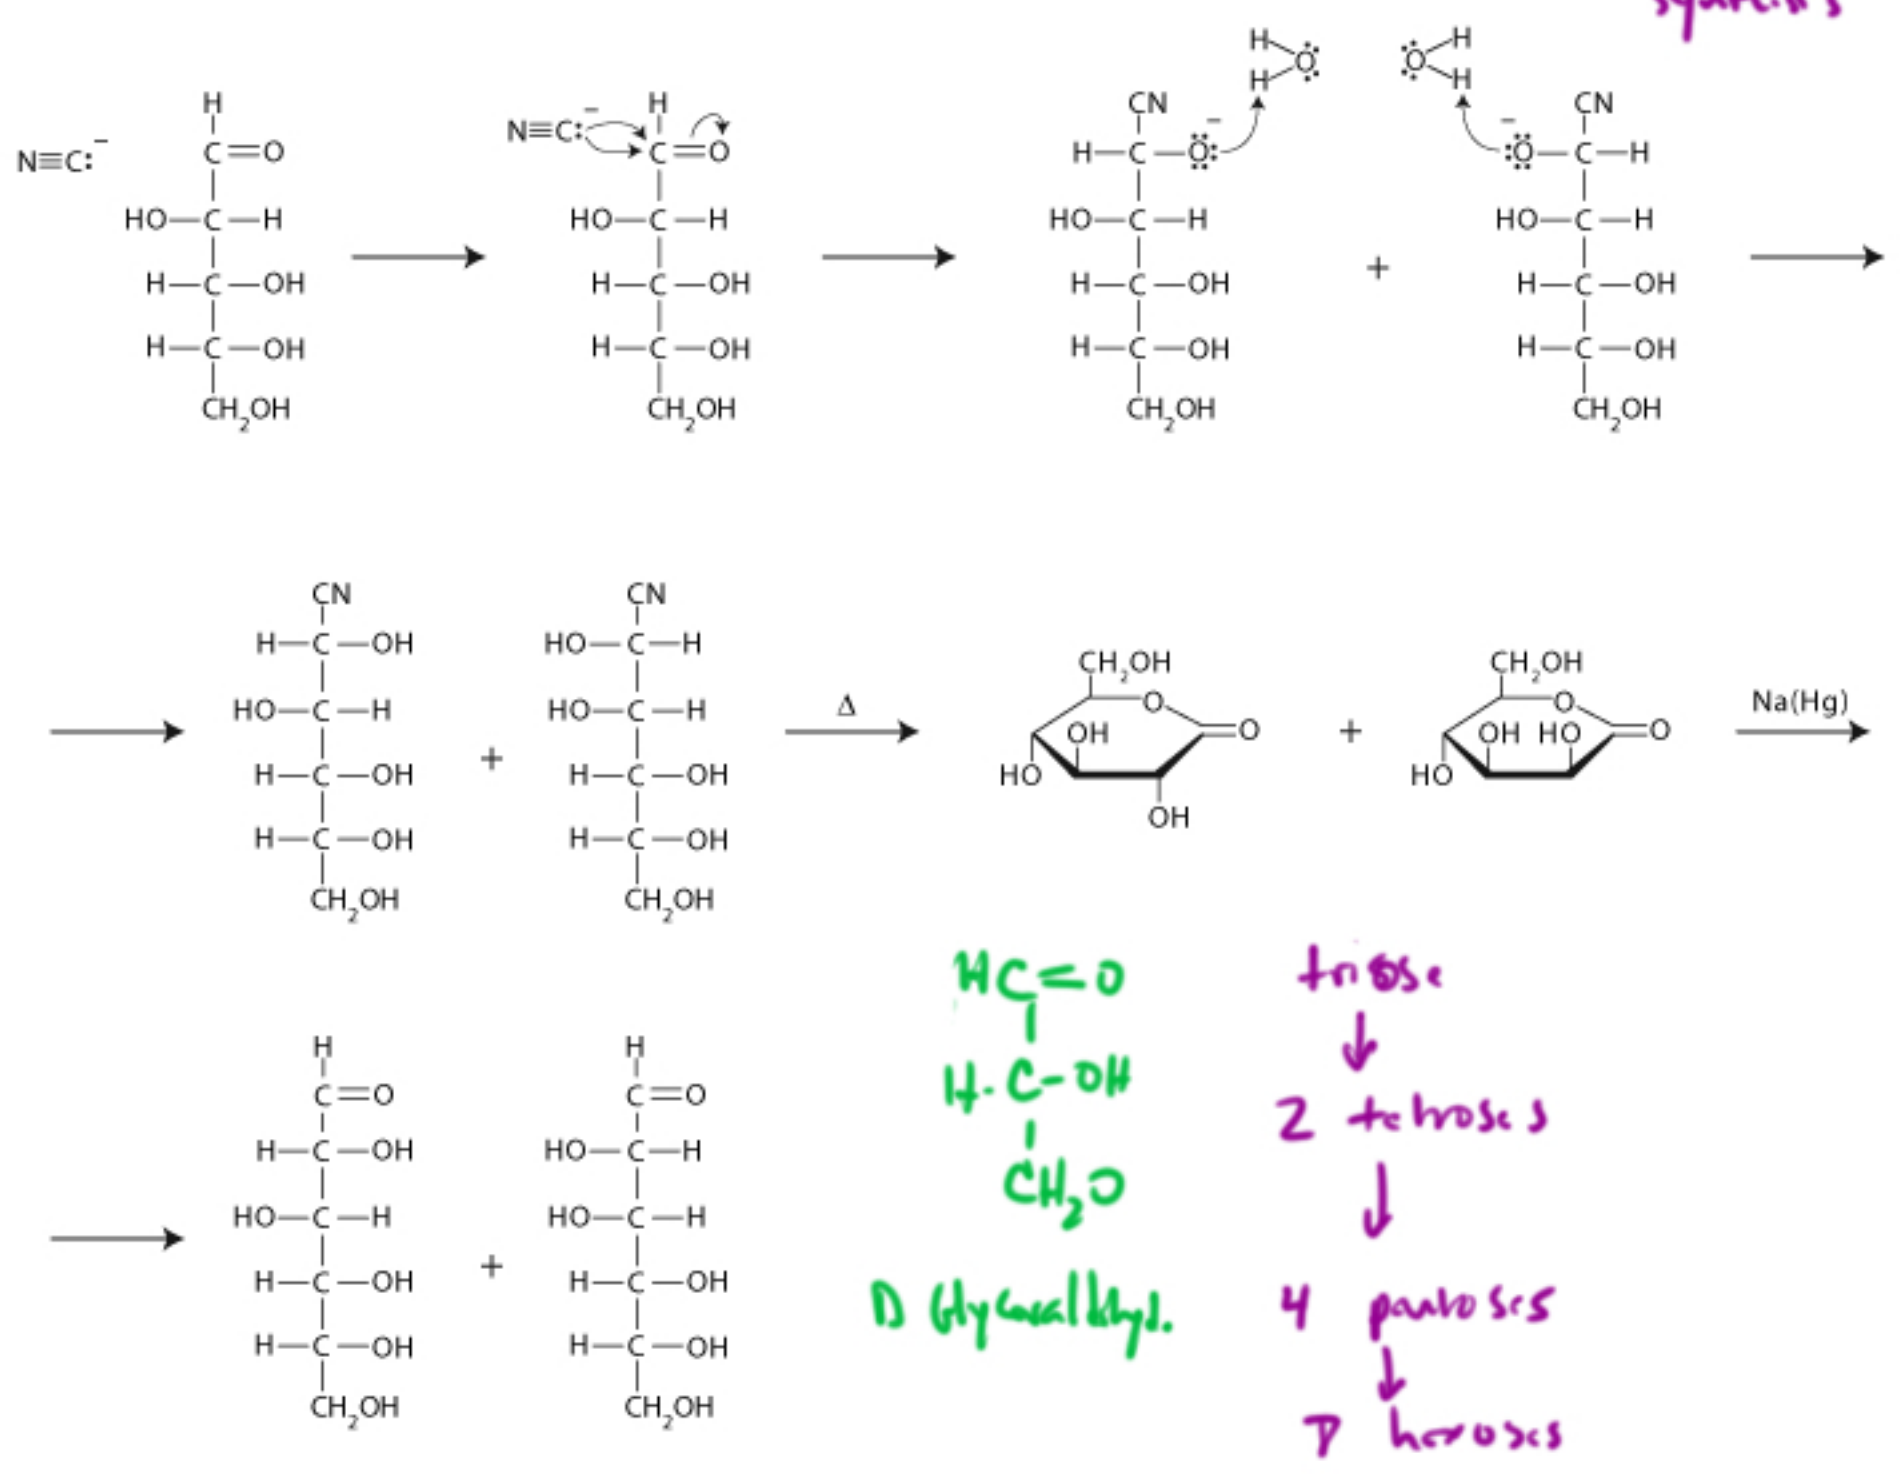 synthesis
H
H
O
O
H
H
H
N≡C:⁻
C=O
HO—C—H
H—C—OH
H—C—OH
CH₂OH
N≡C:⁻
H
C=O
HO—C—H
H—C—OH
H—C—OH
CH₂OH
CN
H—C—O:⁻
HO—C—H
H—C—OH
H—C—OH
CH₂OH
+
CN
⁻:O—C—H
HO—C—H
H—C—OH
H—C—OH
CH₂OH
CN
H—C—OH
HO—C—H
H—C—OH
H—C—OH
CH₂OH
+
CN
HO—C—H
HO—C—H
H—C—OH
H—C—OH
CH₂OH
Δ
CH₂OH
O
OH
O
HO
OH
+
CH₂OH
O
OH HO
O
HO
Na(Hg)
H
C=O
H—C—OH
HO—C—H
H—C—OH
H—C—OH
CH₂OH
+
H
C=O
HO—C—H
HO—C—H
H—C—OH
H—C—OH
CH₂OH
HC=O
H-C-OH
CH₂O
triose
2 tetroses
4
hexoses